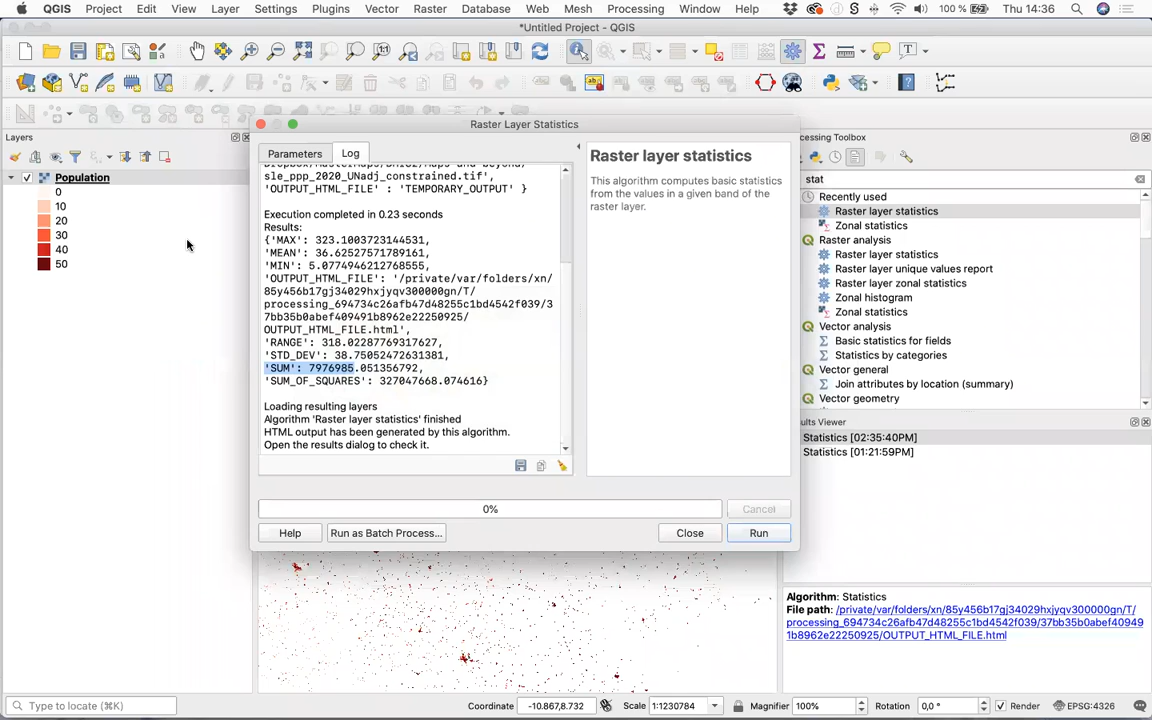 QGIS Project Edit View Layer Settings Plugins Vector Raster Database Web Mesh Processing Window Help 100 % Thu 14:36
*Untitled Project - QGIS
Layers
Population
0
10
20
30
40
50
Raster Layer Statistics
Parameters Log
sle_ppp_2020_UNadj_constrained.tif',
'OUTPUT_HTML_FILE' : 'TEMPORARY_OUTPUT' }
Execution completed in 0.23 seconds
Results:
{'MAX': 323.1003723144531,
'MEAN': 36.62527571789161,
'MIN': 5.0774946212768555,
'OUTPUT_HTML_FILE': '/private/var/folders/xn/
85y456b17gj34029hxjyqv300000gn/T/
processing_694734c26afb47d48255c1bd4542f039/3
7bb35b0abef409491b8962e22250925/
OUTPUT_HTML_FILE.html',
'RANGE': 318.02287769317627,
'STD_DEV': 38.75052472631381,
'SUM': 7976985.051356792,
'SUM_OF_SQUARES': 327047668.074616}
Loading resulting layers
Algorithm 'Raster layer statistics' finished
HTML output has been generated by this algorithm.
Open the results dialog to check it.
Raster layer statistics
This algorithm computes basic statistics
from the values in a given band of the
raster layer.
0%
Cancel
Help Run as Batch Process... Close Run
cessing Toolbox
stat
Recently used
Raster layer statistics
Zonal statistics
Raster analysis
Raster layer statistics
Raster layer unique values report
Raster layer zonal statistics
Zonal histogram
Zonal statistics
Vector analysis
Basic statistics for fields
Statistics by categories
Vector general
Join attributes by location (summary)
Vector geometry
ults Viewer
Statistics [02:35:40PM]
Statistics [01:21:59PM]
Algorithm: Statistics
File path: /private/var/folders/xn/85y456b17gj34029hxjyqv300000gn/T/
processing_694734c26afb47d48255c1bd4542f039/37bb35b0abef40949
1b8962e22250925/OUTPUT_HTML_FILE.html
Type to locate (⌘K) Coordinate -10.867,8.732 Scale 1:1230784 Magnifier 100% Rotation 0,0 ° Render EPSG:4326